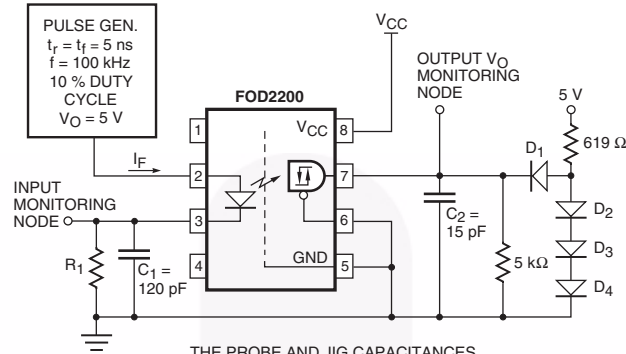 PULSE GEN.
tr = tf = 5 ns
f = 100 kHz
10 % DUTY
CYCLE
VO = 5 V
VCC
OUTPUT VO
MONITORING
NODE
5 V
FOD2200
619 Ω
D1
1
VCC
8
IF
2
7
D2
INPUT
MONITORING
NODE
3
6
C2 =
15 pF
D3
R1
C1 =
120 pF
4
GND
5
5 kΩ
D4
THE PROBE AND JIG CAPACITANCES